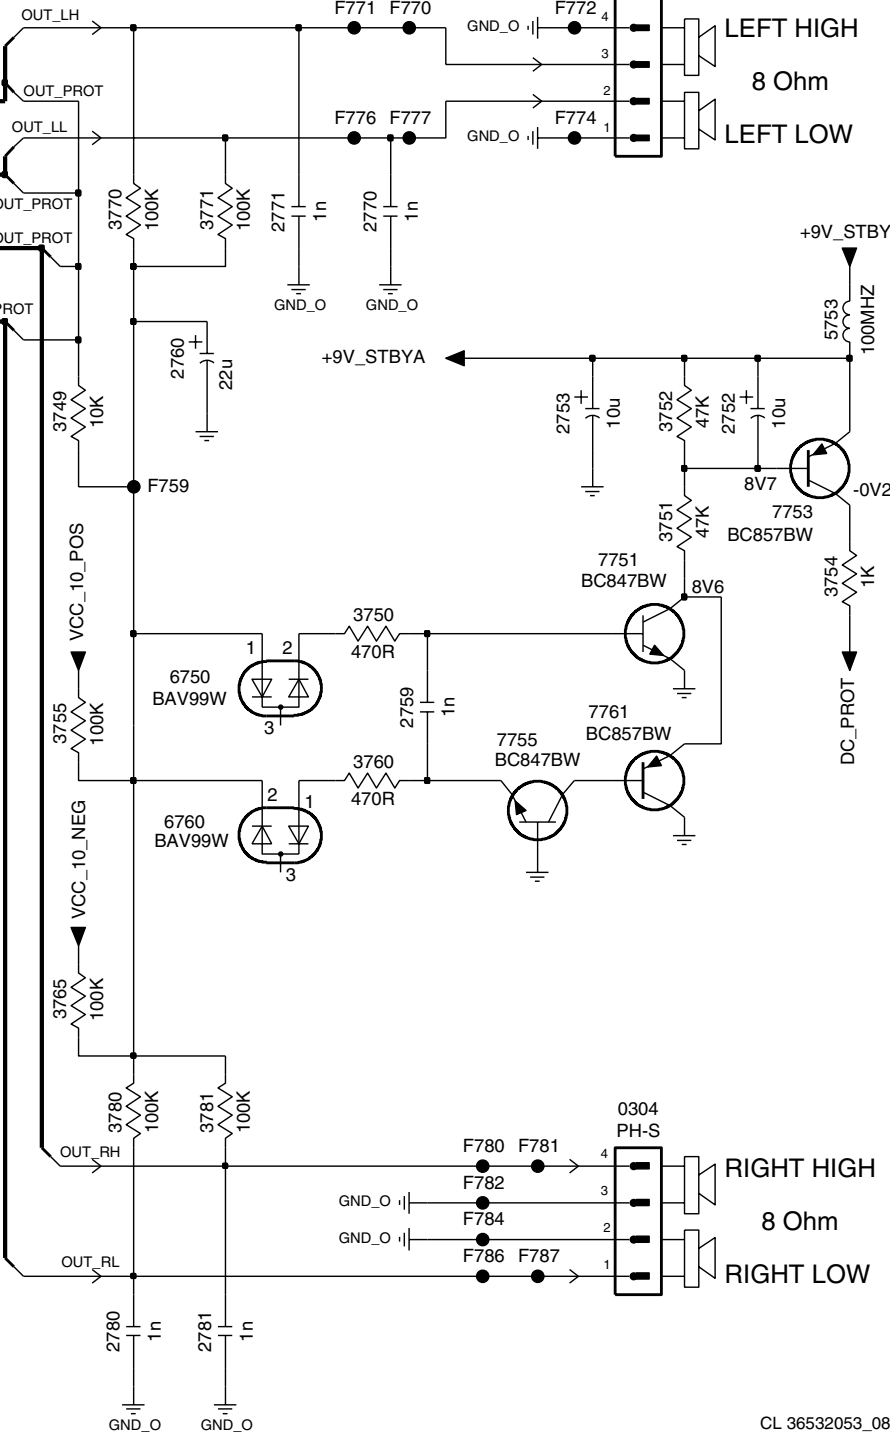 OUT_LH
F771 F770
GND_O
F772
4
LEFT HIGH
3
8 Ohm
OUT_PROT
2
OUT_LL
F776 F777
GND_O
F774
1
LEFT LOW
3770
100K
3771
100K
2771
1n
2770
1n
OUT_PROT
OUT_PROT
+9V_STBY
GND_O
GND_O
PROT
5753
100MHZ
2760
+
22u
+9V_STBYA
3749
10K
2753
+
10u
3752
47K
2752
+
10u
F759
8V7
-0V2
7753
BC857BW
3751
47K
VCC_10_POS
7751
BC847BW
3754
1K
8V6
3750
470R
1 2
6750
BAV99W
3
3755
100K
2759
1n
7761
BC857BW
DC_PROT
7755
BC847BW
3760
470R
2 1
6760
BAV99W
3
VCC_10_NEG
3765
100K
3780
100K
3781
100K
0304
PH-S
OUT_RH
F780 F781
4
RIGHT HIGH
GND_O
F782
3
8 Ohm
GND_O
F784
2
OUT_RL
F786 F787
1
RIGHT LOW
2780
1n
2781
1n
GND_O
GND_O
CL 36532053_08